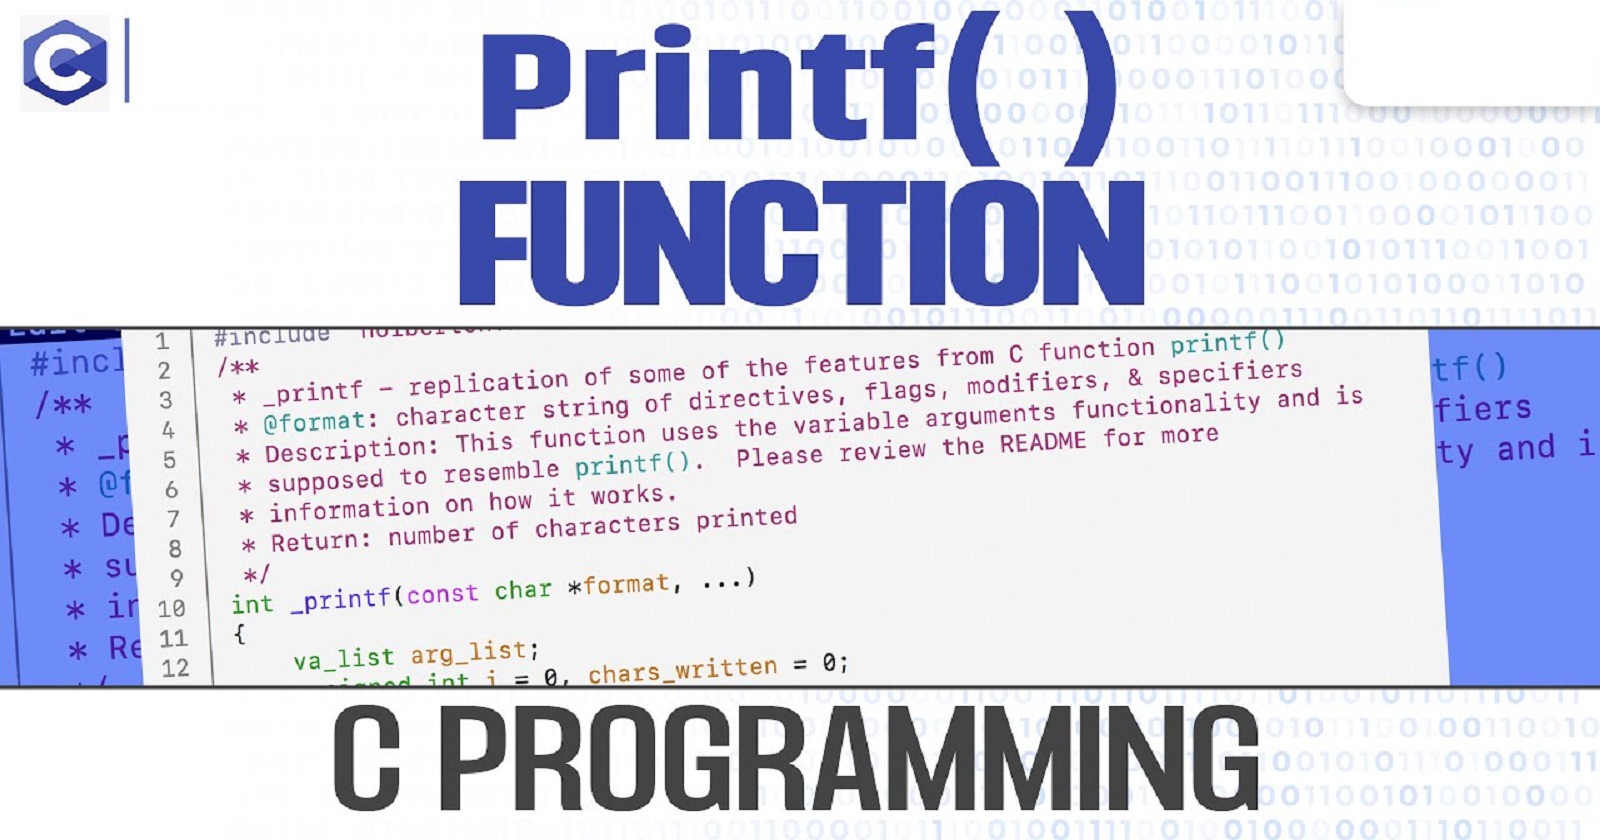 C
Printf( )
FUNCTION
1 #include
2 /**
3 * _printf – replication of some of the features from C function printf()
4 * @format: character string of directives, flags, modifiers, & specifiers
5 * Description: This function uses the variable arguments functionality and is
6 * supposed to resemble printf().  Please review the README for more
7 * information on how it works.
8 * Return: number of characters printed
9 */
10 int _printf(const char *format, ...)
11 {
12 va_list arg_list;
int i = 0, chars_written = 0;
#incl
/**
* _p
* @f
* De
* su
* in
* Re
tf()
fiers
ty and i
C PROGRAMMING